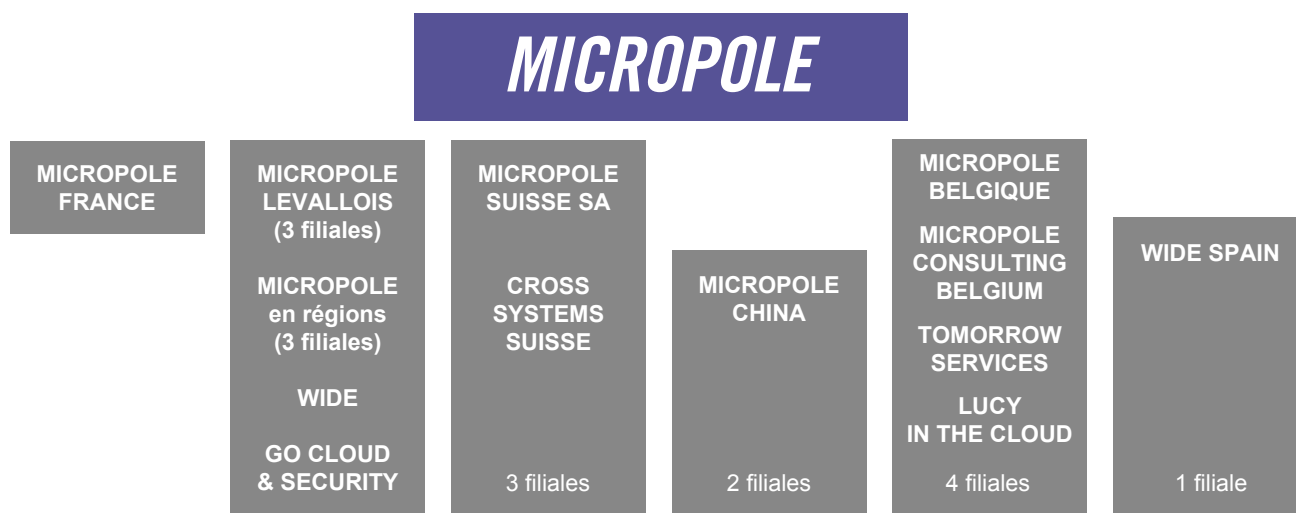 MICROPOLE
MICROPOLE
FRANCE
MICROPOLE
LEVALLOIS
(3 filiales)
MICROPOLE
en régions
(3 filiales)
WIDE
GO CLOUD
& SECURITY
MICROPOLE
SUISSE SA
CROSS
SYSTEMS
SUISSE
3 filiales
MICROPOLE
CHINA
2 filiales
MICROPOLE
BELGIQUE
MICROPOLE
CONSULTING
BELGIUM
TOMORROW
SERVICES
LUCY
IN THE CLOUD
4 filiales
WIDE SPAIN
1 filiale